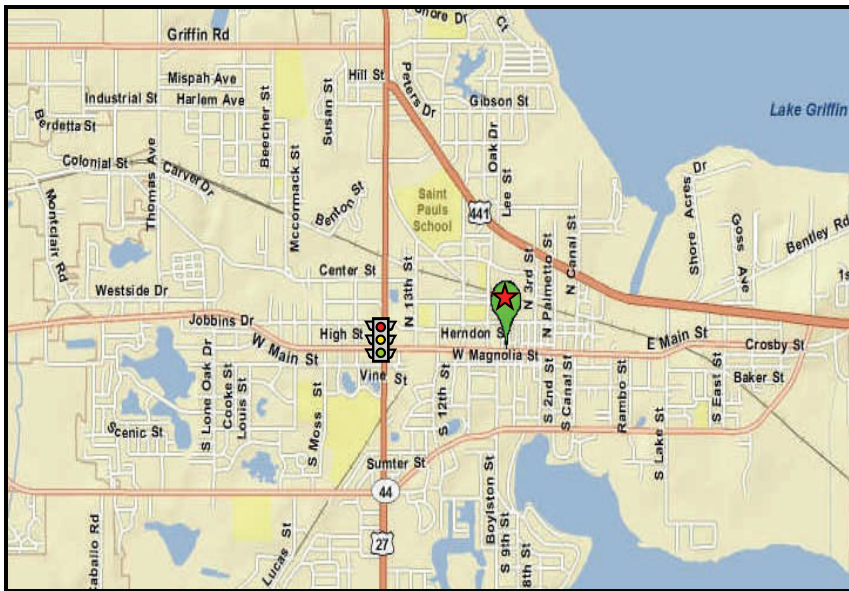 Shore Dr
Ct
Griffin Rd
Mispah Ave
Hill St
Peters Dr
Industrial St
Harlem Ave
Gibson St
Berdetta St
Susan St
Beecher St
Oak Dr
Lake Griffin
Colonial St
Thomas Ave
Carver Dr
Mccormack St
Benton St
Saint
Pauls
School
441
Lee St
Shore Acres Dr
Goss Ave
Bentley Rd
Montclair Rd
Center St
N 13th St
N 3rd St
N Palmetto St
N Canal St
Westside Dr
Jobbins Dr
High St
Herndon St
E Main St
Crosby St
W Main St
W Magnolia St
Vine St
Baker St
S Lone Oak Dr
Cooke St
Louis St
S Moss St
S 12th St
S 2nd St
S Canal St
Rambo St
S Lake St
S East St
Scenic St
Sumter St
44
27
Lucas St
Boylston St
S 9th St
8th St